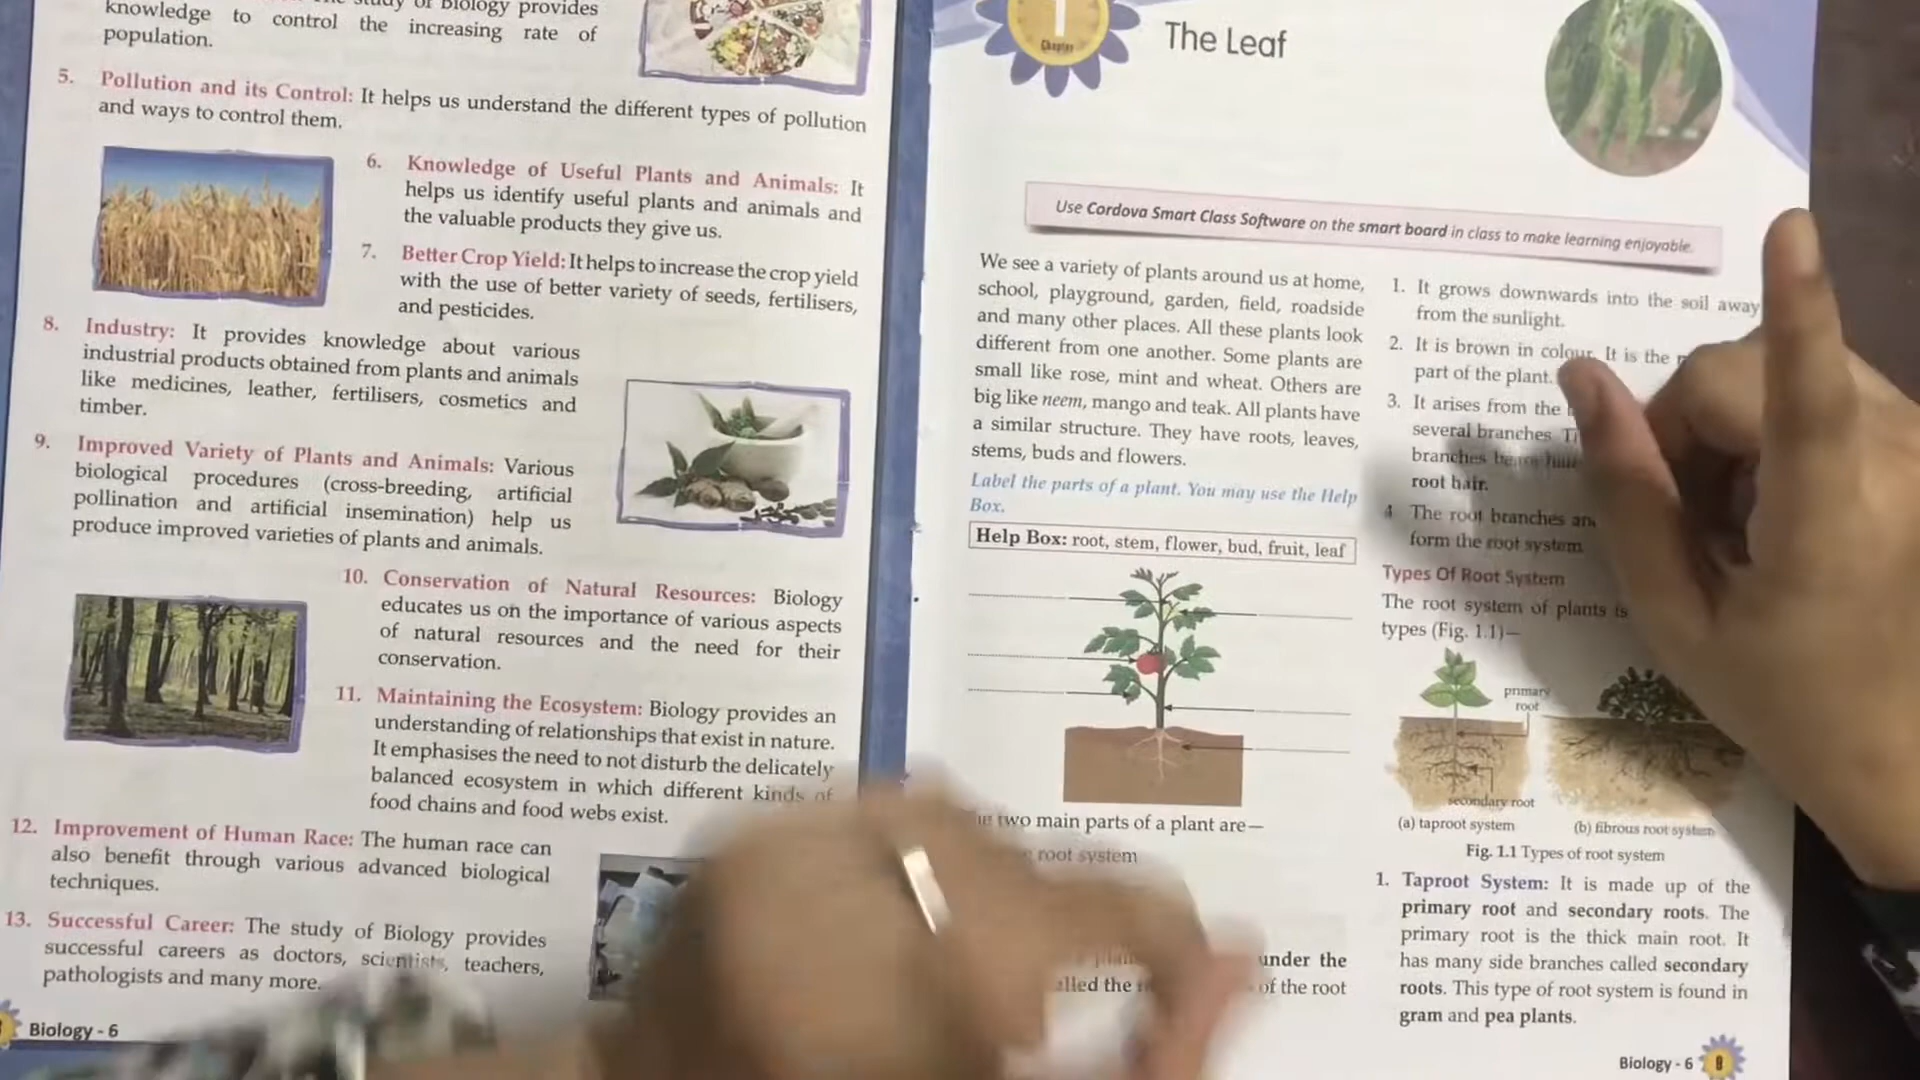 study of Biology provides
knowledge to control the increasing rate of
population.
5. Pollution and its Control: It helps us understand the different types of pollution
and ways to control them.
6. Knowledge of Useful Plants and Animals: It
helps us identify useful plants and animals and
the valuable products they give us.
7. Better Crop Yield: It helps to increase the crop yield
with the use of better variety of seeds, fertilisers,
and pesticides.
8. Industry: It provides knowledge about various
industrial products obtained from plants and animals
like medicines, leather, fertilisers, cosmetics and
timber.
9. Improved Variety of Plants and Animals: Various
biological procedures (cross-breeding, artificial
pollination and artificial insemination) help us
produce improved varieties of plants and animals.
10. Conservation of Natural Resources: Biology
educates us on the importance of various aspects
of natural resources and the need for their
conservation.
11. Maintaining the Ecosystem: Biology provides an
understanding of relationships that exist in nature.
It emphasises the need to not disturb the delicately
balanced ecosystem in which different kinds of
food chains and food webs exist.
12. Improvement of Human Race: The human race can
also benefit through various advanced biological
techniques.
13. Successful Career: The study of Biology provides
successful careers as doctors, scientists, teachers,
pathologists and many more.
Biology - 6
1
Chapter
The Leaf
Use Cordova Smart Class Software on the smart board in class to make learning enjoyable.
We see a variety of plants around us at home,
school, playground, garden, field, roadside
and many other places. All these plants look
different from one another. Some plants are
small like rose, mint and wheat. Others are
big like neem, mango and teak. All plants have
a similar structure. They have roots, leaves,
stems, buds and flowers.
Label the parts of a plant. You may use the Help
Box.
Help Box: root, stem, flower, bud, fruit, leaf
two main parts of a plant are—
root system
under the
the
of the root
1. It grows downwards into the soil away
from the sunlight.
2. It is brown in colour. It is the
part of the plant.
3. It arises from the
several branches
branches
root hair.
4 The root branches
form the root system
Types Of Root System
The root system of plants is
types (Fig. 1.1)—
primary
root
secondary root
(a) taproot system
(b) fibrous root system
Fig. 1.1 Types of root system
1. Taproot System: It is made up of the
primary root and secondary roots. The
primary root is the thick main root. It
has many side branches called secondary
roots. This type of root system is found in
gram and pea plants.
Biology - 6